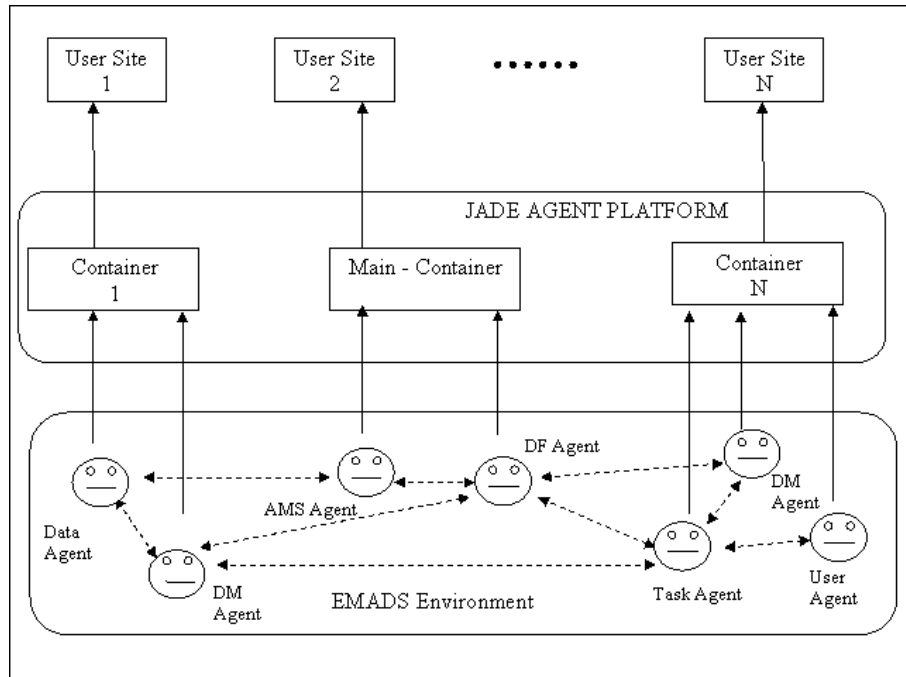 User Site
1
User Site
2
......
User Site
N
JADE AGENT PLATFORM
Container
1
Main - Container
Container
N
DF Agent
AMS Agent
DM
Agent
Data
Agent
DM
Agent
Task Agent
User
Agent
EMADS Environment